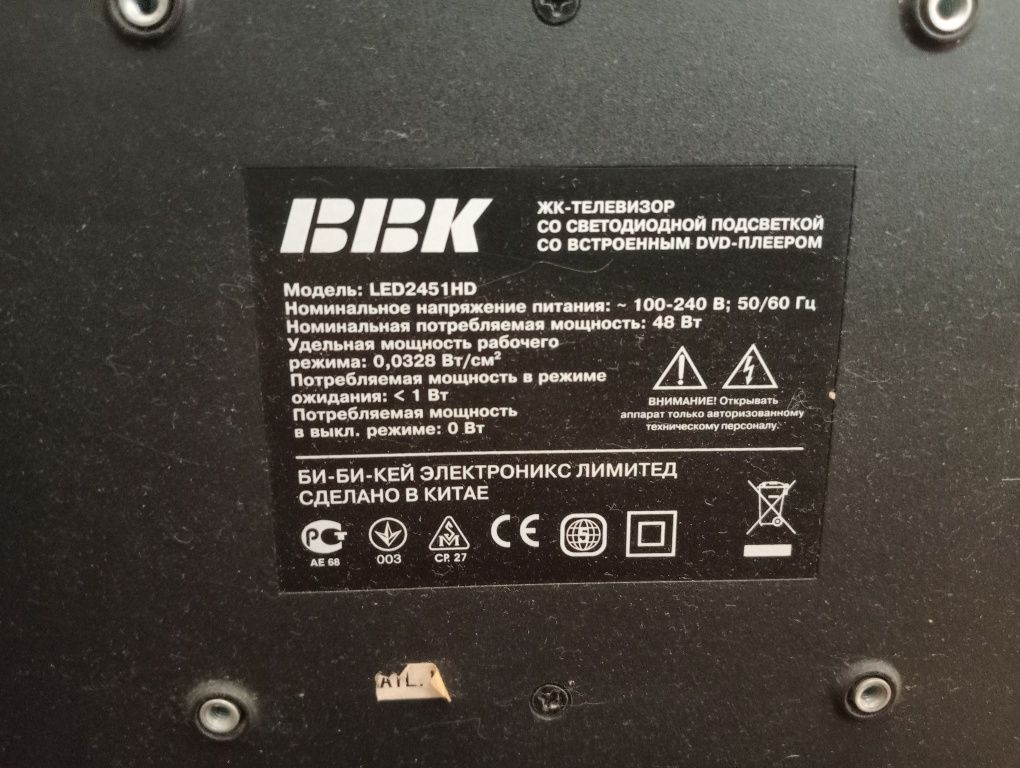 BBK
ЖК-ТЕЛЕВИЗОР
СО СВЕТОДИОДНОЙ ПОДСВЕТКОЙ
СО ВСТРОЕННЫМ DVD-ПЛЕЕРОМ
Модель: LED2451HD
Номинальное напряжение питания: ~ 100-240 В; 50/60 Гц
Номинальная потребляемая мощность: 48 Вт
Удельная мощность рабочего
режима: 0,0328 Вт/см²
Потребляемая мощность в режиме
ожидания: < 1 Вт
Потребляемая мощность
в выкл. режиме: 0 Вт
ВНИМАНИЕ! Открывать
аппарат только авторизованному
техническому персоналу.
БИ-БИ-КЕЙ ЭЛЕКТРОНИКС ЛИМИТЕД
СДЕЛАНО В КИТАЕ
РСТ
АЕ 68
003
СР. 27
CE
5
AYL.